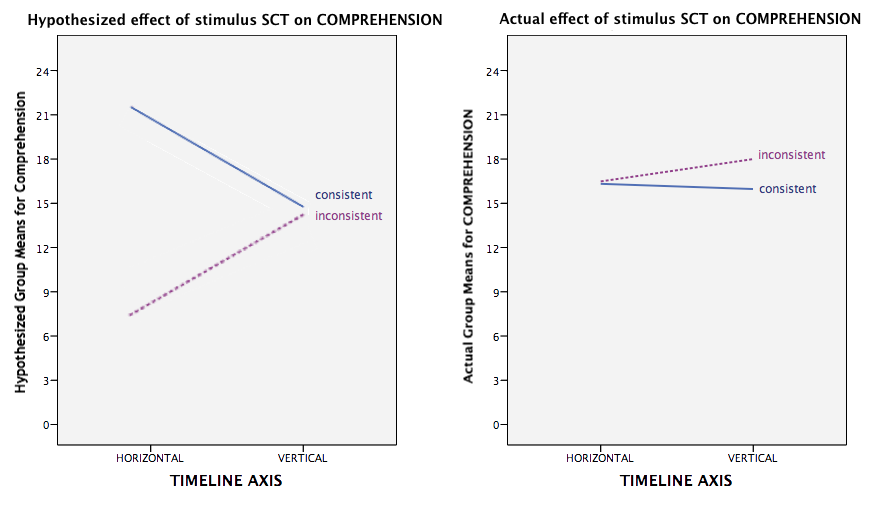 Hypothesized effect of stimulus SCT on COMPREHENSION
Hypothesized Group Means for Comprehension
24
21
18
15
12
9
6
3
0
consistent
inconsistent
HORIZONTAL
VERTICAL
TIMELINE AXIS
Actual effect of stimulus SCT on COMPREHENSION
Actual Group Means for COMPREHENSION
24
21
18
15
12
9
6
3
0
inconsistent
consistent
HORIZONTAL
VERTICAL
TIMELINE AXIS